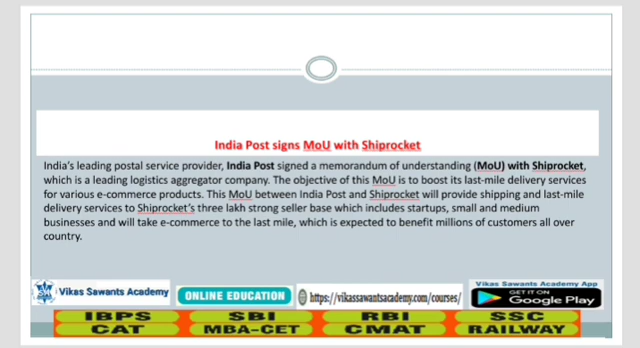 India Post signs MoU with Shiprocket
India's leading postal service provider, India Post signed a memorandum of understanding (MoU) with Shiprocket,
which is a leading logistics aggregator company. The objective of this MoU is to boost its last-mile delivery services
for various e-commerce products. This MoU between India Post and Shiprocket will provide shipping and last-mile
delivery services to Shiprocket's three lakh strong seller base which includes startups, small and medium
businesses and will take e-commerce to the last mile, which is expected to benefit millions of customers all over
country.
Vikas Sawants Academy
ONLINE EDUCATION
https://vikassawantsacademy.com/courses/
Vikas Sawants Academy App
GET IT ON
Google Play
IBPS SBI RBI SSC
CAT MBA-CET CMAT RAILWAY